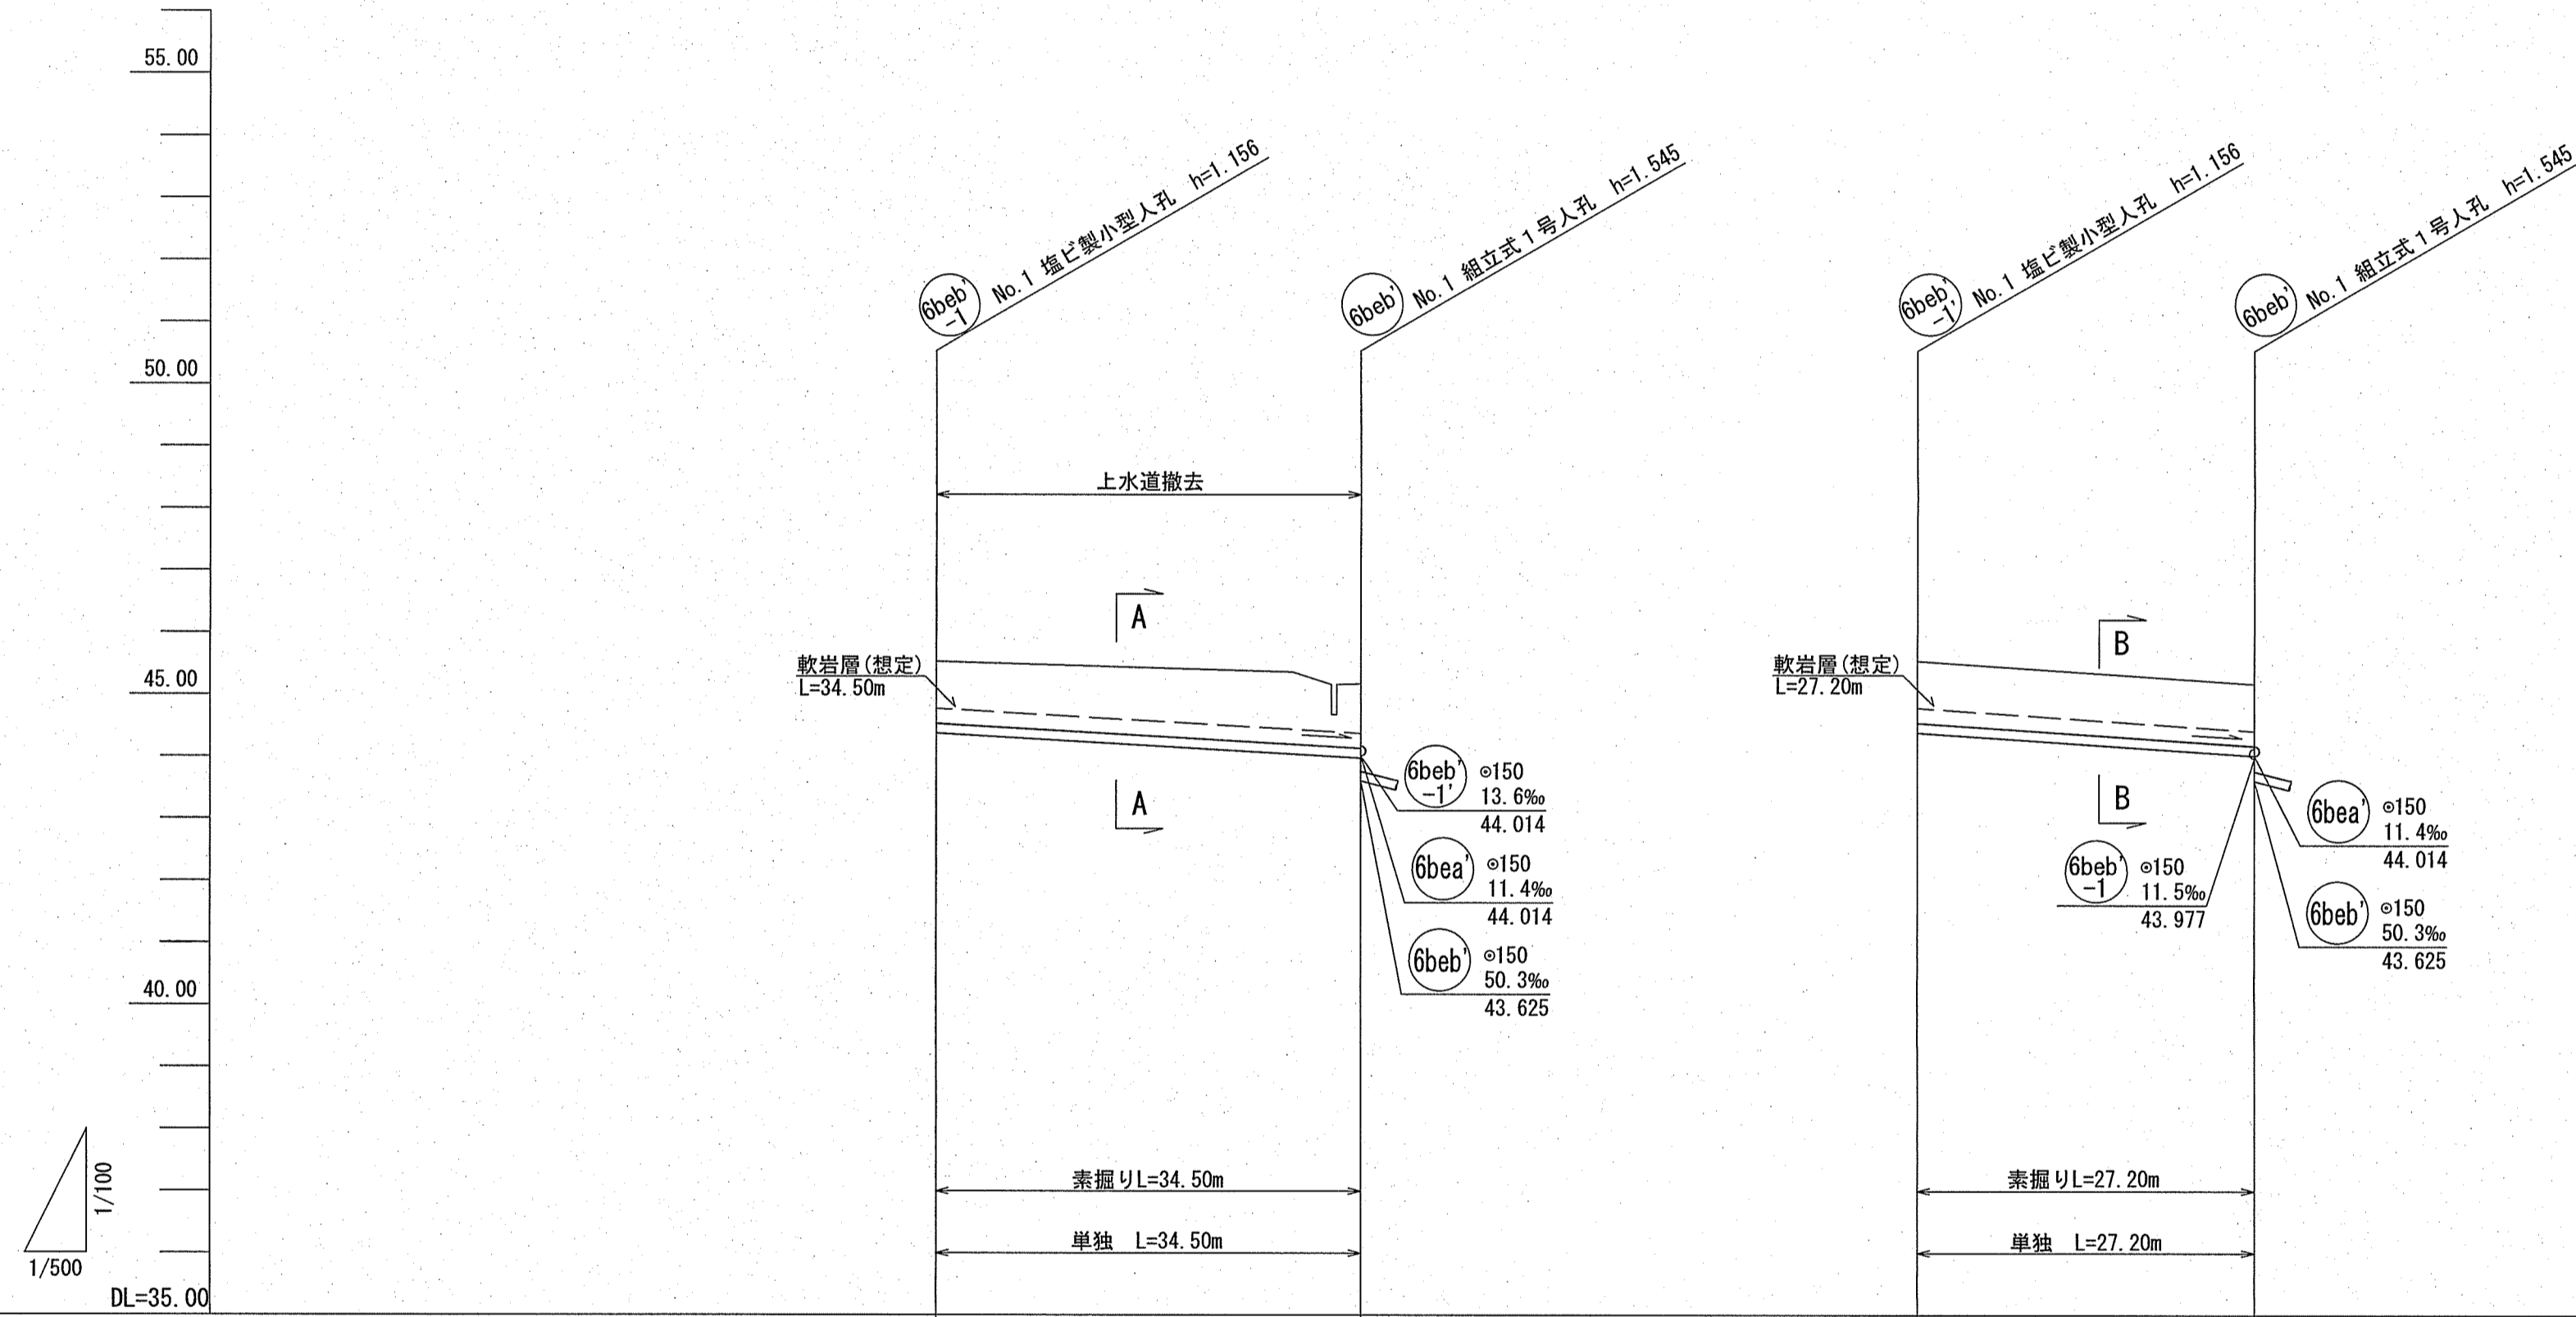 55.00
50.00
45.00
40.00
DL=35.00
1/100
1/500
6beb'
-1
No.1 塩ビ製小型人孔 h=1.156
6beb'
No.1 組立式1号人孔 h=1.545
上水道撤去
A
軟岩層(想定)
L=34.50m
A
6beb'
-1'
⊙150
13.6‰
44.014
6bea'
⊙150
11.4‰
44.014
6beb'
⊙150
50.3‰
43.625
素掘りL=34.50m
単独 L=34.50m
6beb'
-1'
No.1 塩ビ製小型人孔 h=1.156
6beb'
No.1 組立式1号人孔 h=1.545
B
軟岩層(想定)
L=27.20m
B
6beb'
-1
⊙150
11.5‰
43.977
6bea'
⊙150
11.4‰
44.014
6beb'
⊙150
50.3‰
43.625
素掘りL=27.20m
単独 L=27.20m